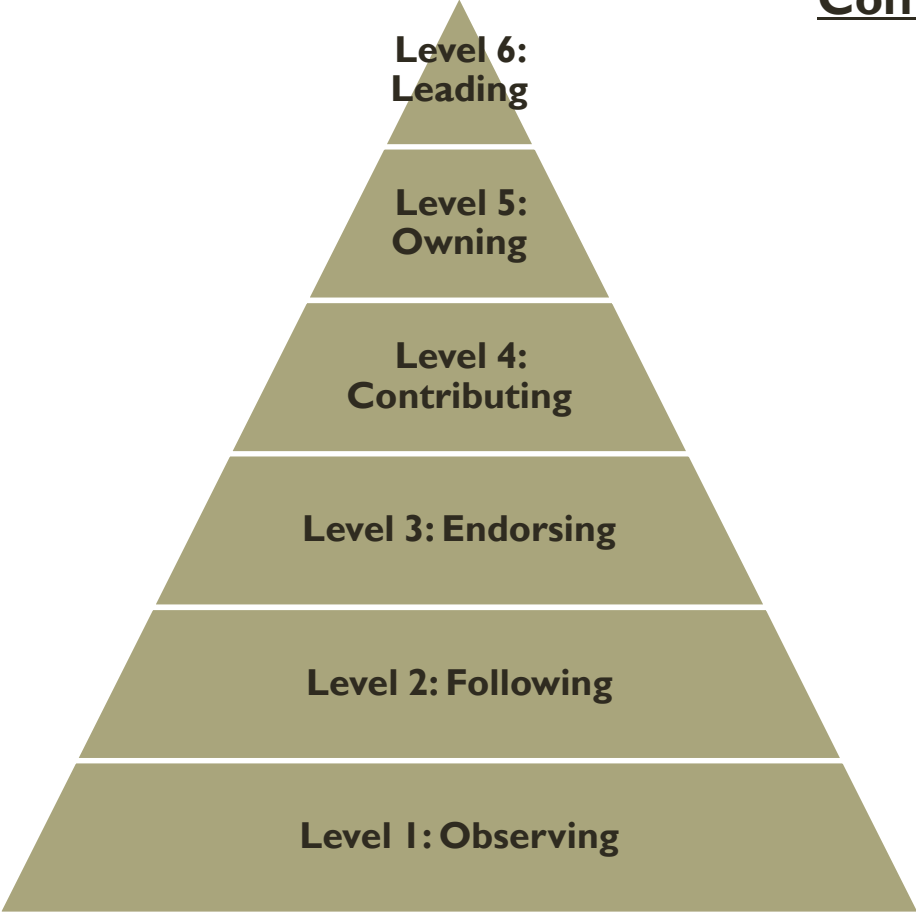 Level 6:
Leading
Level 5:
Owning
Level 4:
Contributing
Level 3: Endorsing
Level 2: Following
Level 1: Observing